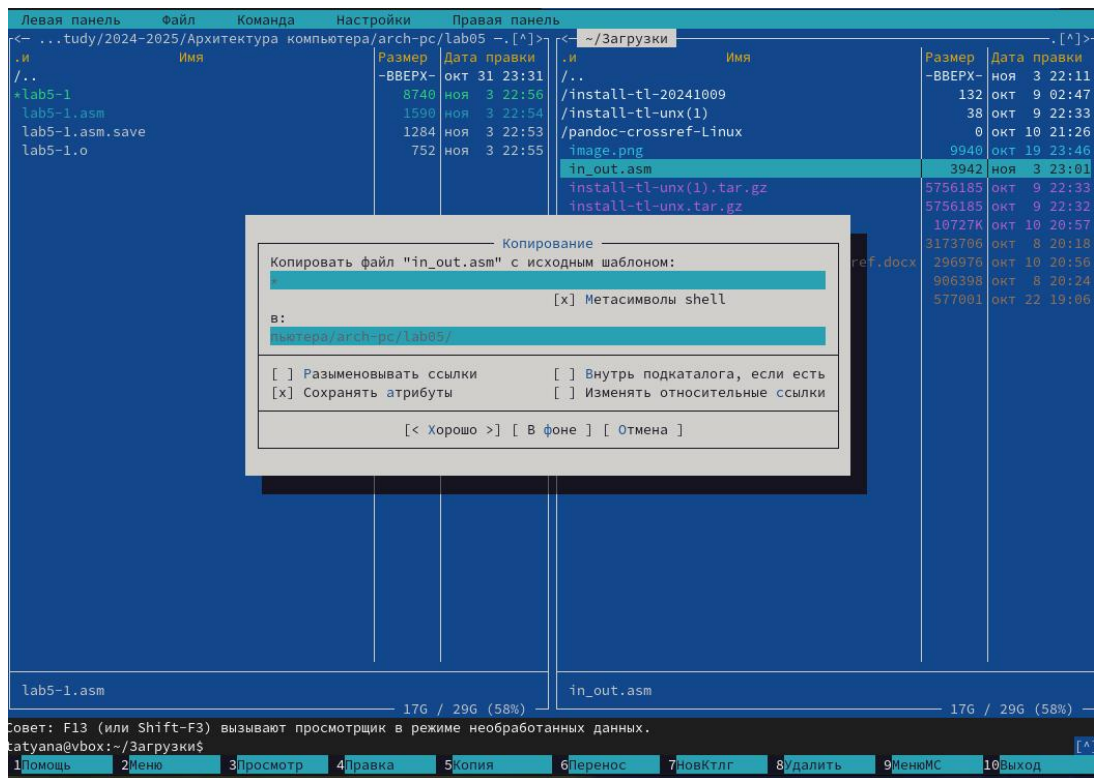 Левая панель Файл Команда Настройки Правая панель
<— ...tudy/2024-2025/Архитектура компьютера/arch-pc/lab05 —.[^]>
.и Имя Размер Дата правки
/.. -ВВЕРХ- окт 31 23:31
*lab5-1 8740 ноя 3 22:56
lab5-1.asm 1590 ноя 3 22:54
lab5-1.asm.save 1284 ноя 3 22:53
lab5-1.o 752 ноя 3 22:55
lab5-1.asm
17G / 29G (58%)
<— ~/Загрузки .[^]>
.и Имя Размер Дата правки
/.. -ВВЕРХ- ноя 3 22:11
/install-tl-20241009 132 окт 9 02:47
/install-tl-unx(1) 38 окт 9 22:33
/pandoc-crossref-Linux 0 окт 10 21:26
image.png 9940 окт 19 23:46
in_out.asm 3942 ноя 3 23:01
install-tl-unx(1).tar.gz 5756185 окт 9 22:33
install-tl-unx.tar.gz 5756185 окт 9 22:32
10727K окт 10 20:57
3173706 окт 8 20:18
ref.docx 296976 окт 10 20:56
906398 окт 8 20:24
577001 окт 22 19:06
in_out.asm
17G / 29G (58%)
Копирование
Копировать файл "in_out.asm" с исходным шаблоном:
*
[x] Метасимволы shell
в:
пьютера/arch-pc/lab05/
[ ] Разыменовывать ссылки [ ] Внутрь подкаталога, если есть
[x] Сохранять атрибуты [ ] Изменять относительные ссылки
[< Хорошо >] [ В фоне ] [ Отмена ]
Совет: F13 (или Shift-F3) вызывают просмотрщик в режиме необработанных данных.
tatyana@vbox:~/Загрузки$ [^]
1Помощь 2Меню 3Просмотр 4Правка 5Копия 6Перенос 7НовКтлг 8Удалить 9МенюМС 10Выход